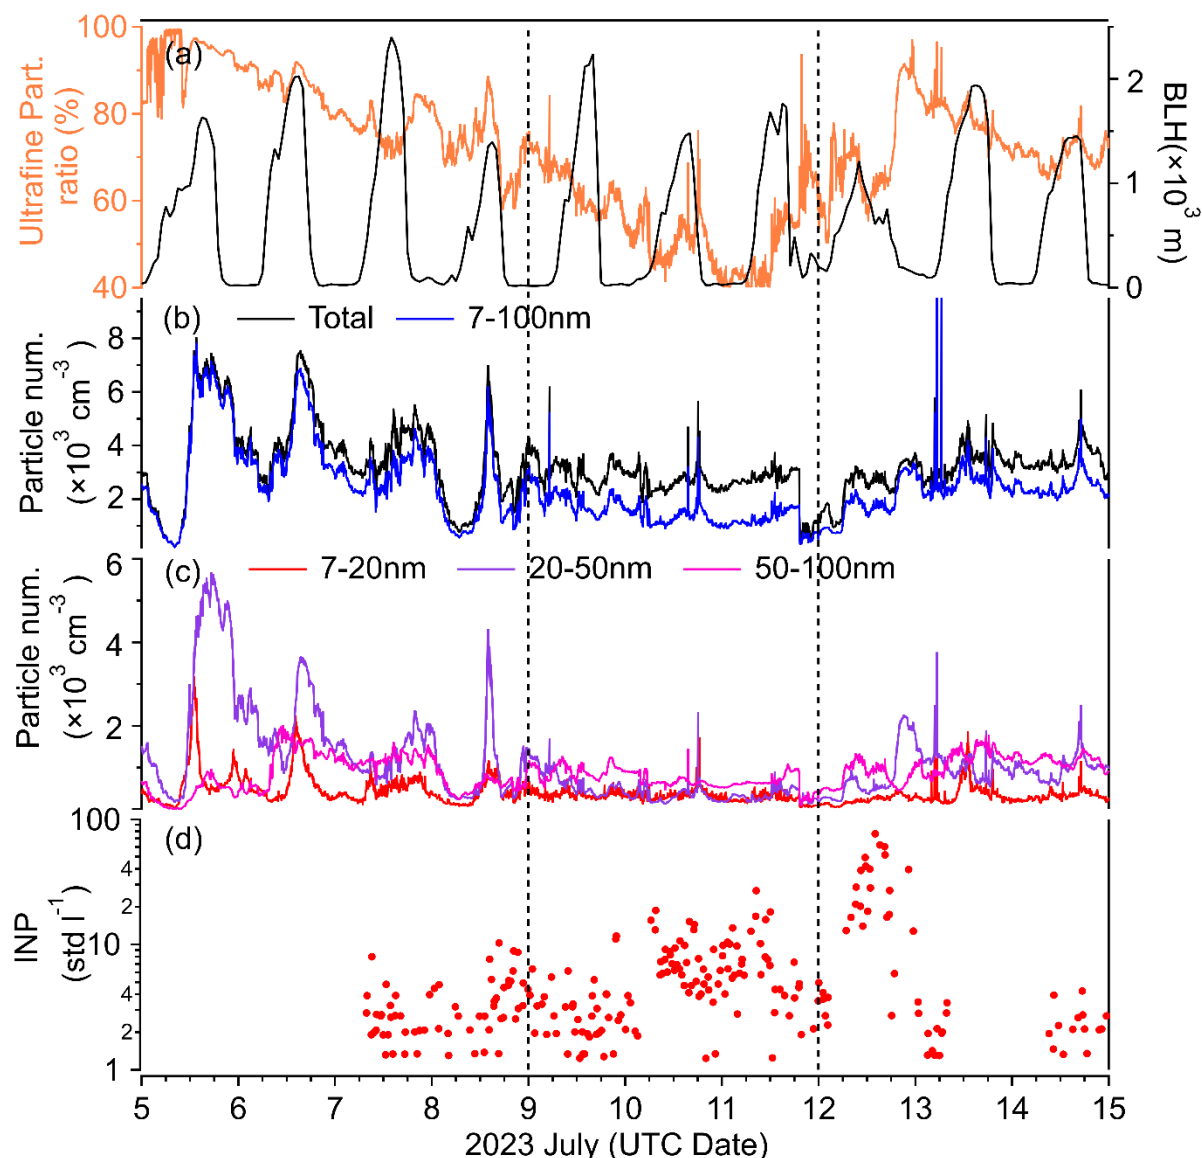 (a)
Ultrafine Part.
ratio (%)
100
80
60
40
2
1
0
BLH(×10³ m)
(b)
Total
7-100nm
Particle num.
(×10³ cm⁻³)
8
6
4
2
(c)
7-20nm
20-50nm
50-100nm
Particle num.
(×10³ cm⁻³)
6
4
2
(d)
INP
(std l⁻¹)
100
4
2
10
4
2
1
5 6 7 8 9 10 11 12 13 14 15
2023 July (UTC Date)